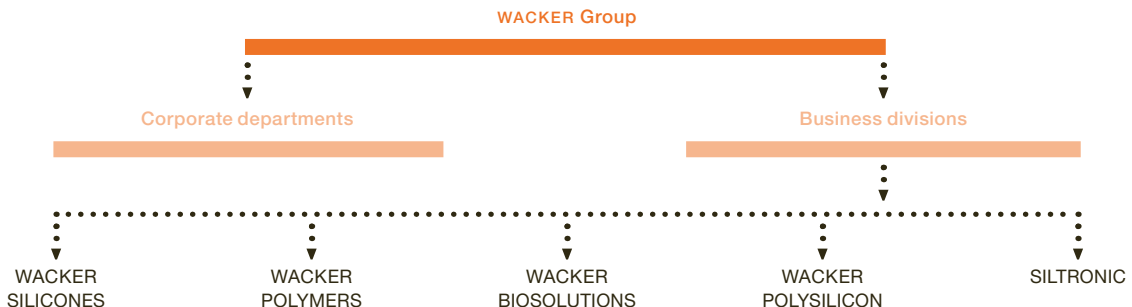 WACKER Group
Corporate departments
Business divisions
WACKER
SILICONES
WACKER
POLYMERS
WACKER
BIOSOLUTIONS
WACKER
POLYSILICON
SILTRONIC